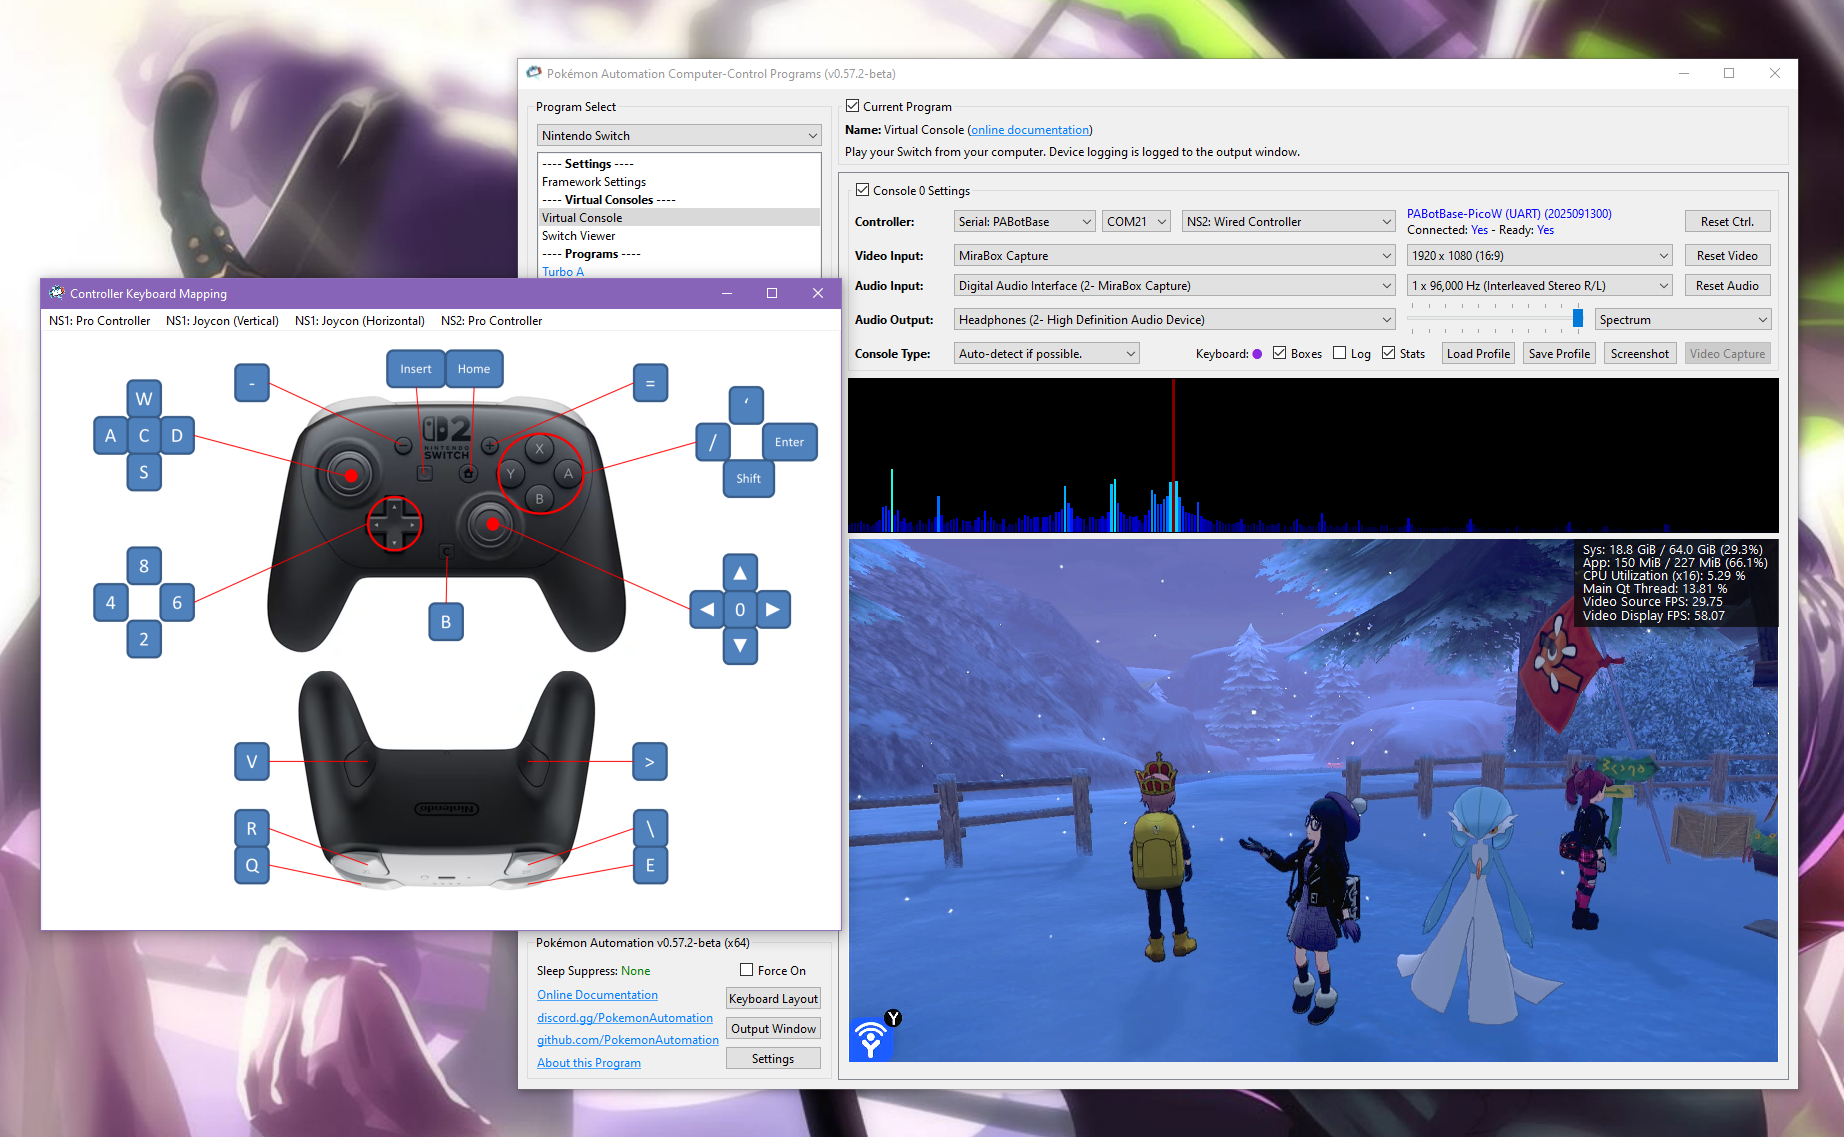 Pokémon Automation Computer-Control Programs (v0.57.2-beta)
Program Select
Nintendo Switch
---- Settings ----
Framework Settings
---- Virtual Consoles ----
Virtual Console
Switch Viewer
---- Programs ----
Turbo A
Current Program
Name: Virtual Console (online documentation)
Play your Switch from your computer. Device logging is logged to the output window.
Console 0 Settings
Controller: Serial: PABotBase COM21 NS2: Wired Controller PABotBase-PicoW (UART) (2025091300) Reset Ctrl.
Connected: Yes - Ready: Yes
Video Input: MiraBox Capture 1920 x 1080 (16:9) Reset Video
Audio Input: Digital Audio Interface (2- MiraBox Capture) 1 x 96,000 Hz (Interleaved Stereo R/L) Reset Audio
Audio Output: Headphones (2- High Definition Audio Device) Spectrum
Console Type: Auto-detect if possible. Keyboard: Boxes Log Stats Load Profile Save Profile Screenshot Video Capture
Sys: 18.8 GiB / 64.0 GiB (29.3%)
App: 150 MiB / 227 MiB (66.1%)
CPU Utilization (x16): 5.29 %
Main Qt Thread: 13.81 %
Video Source FPS: 29.75
Video Display FPS: 58.07
Y
Controller Keyboard Mapping
NS1: Pro Controller NS1: Joycon (Vertical) NS1: Joycon (Horizontal) NS2: Pro Controller
- Insert Home =
W
A C D
S
‘
/ Enter
Shift
2
NINTENDO
SWITCH
X
Y A
B
C
8
4 6
2
B
▲
◀ 0 ▶
▼
V >
Nintendo
R \
Q E
Pokémon Automation v0.57.2-beta (x64)
Sleep Suppress: None Force On
Online Documentation Keyboard Layout
discord.gg/PokemonAutomation Output Window
github.com/PokemonAutomation
About this Program Settings